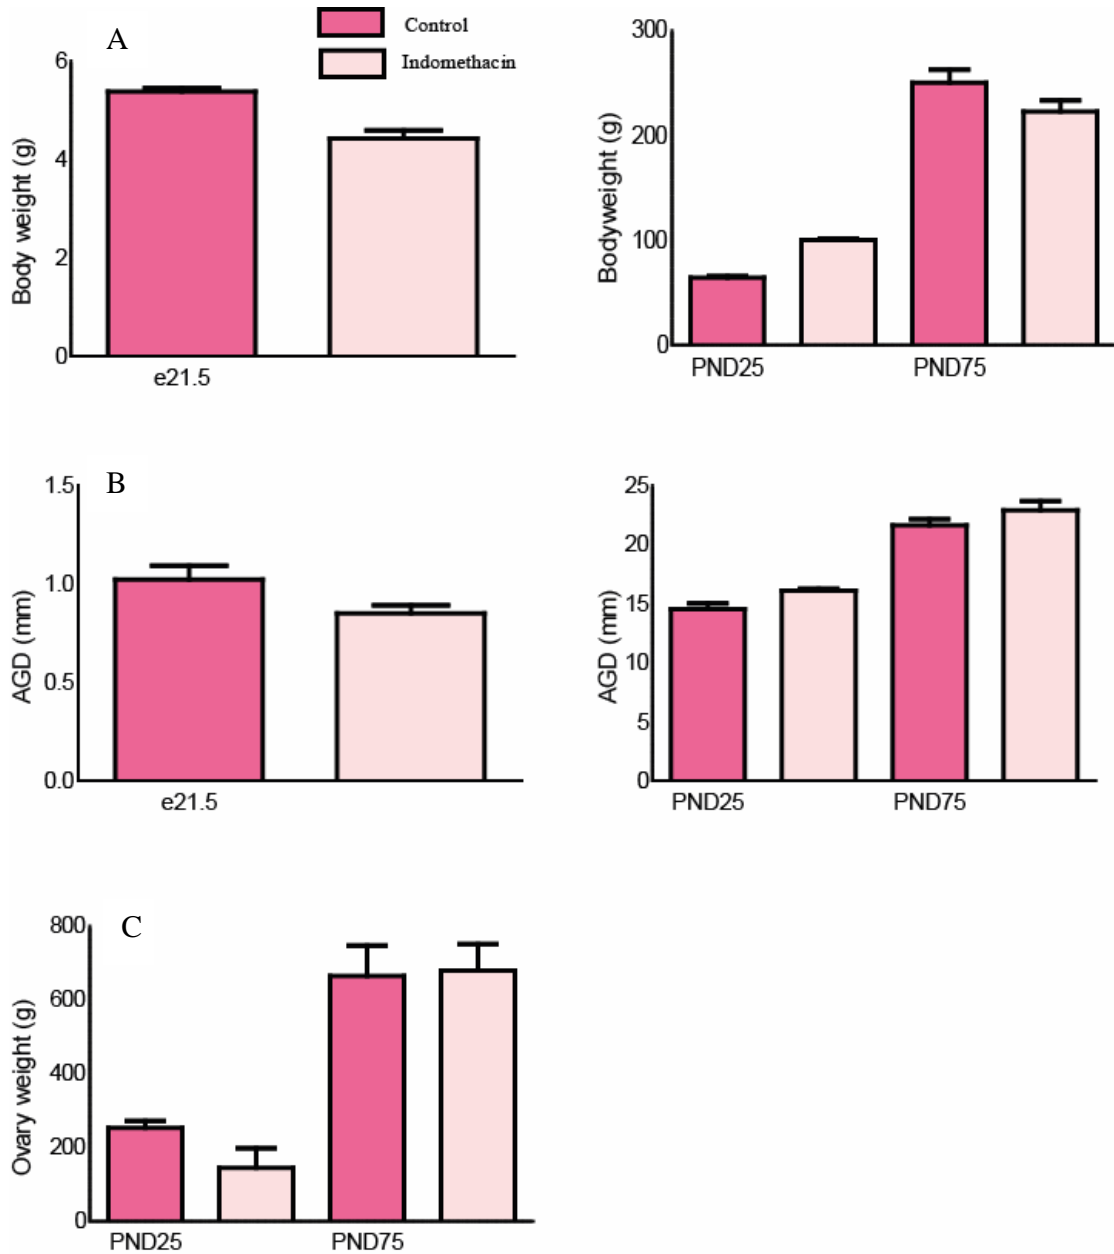 A
Control
Indomethacin
Body weight (g)
6
4
2
0
e21.5
Bodyweight (g)
300
200
100
0
PND25 PND75
B
AGD (mm)
1.5
1.0
0.5
0.0
e21.5
AGD (mm)
25
20
15
10
5
0
PND25 PND75
C
Ovary weight (g)
800
600
400
200
0
PND25 PND75